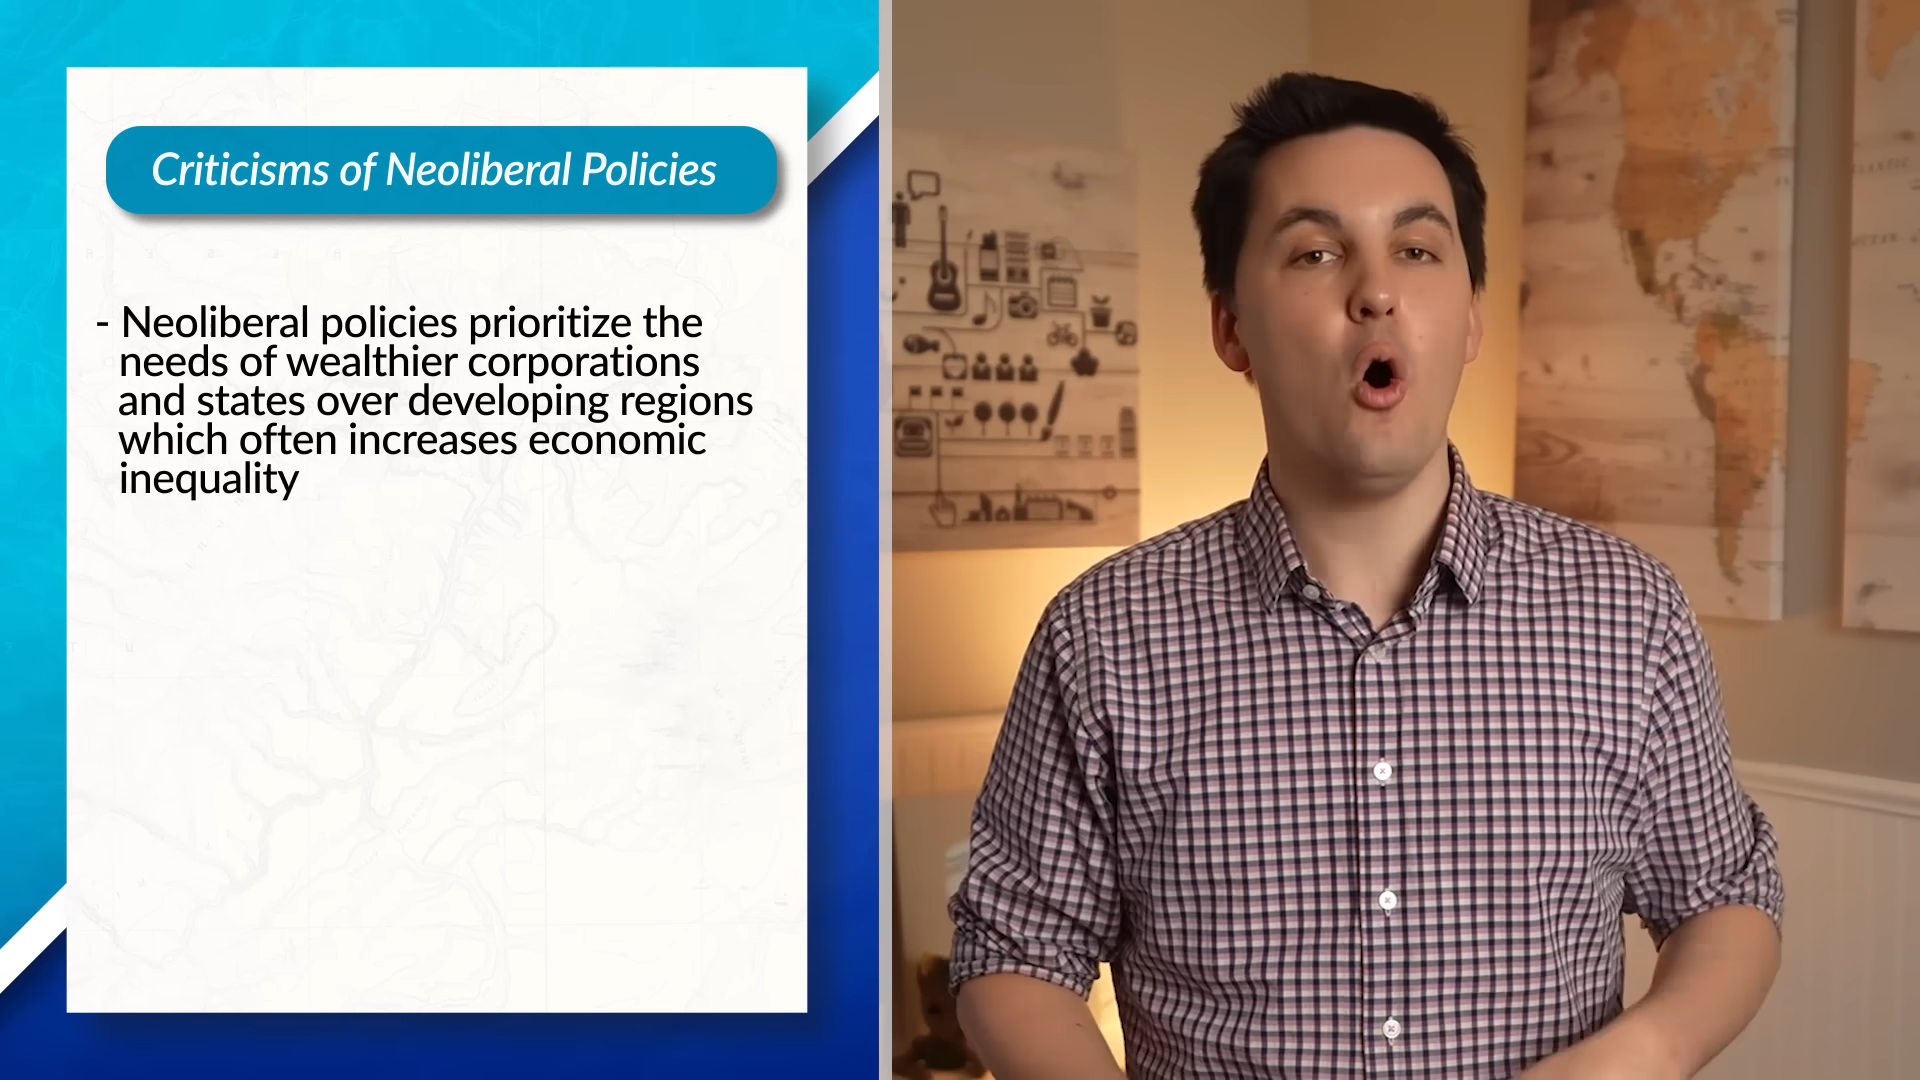 Criticisms of Neoliberal Policies
- Neoliberal policies prioritize the
needs of wealthier corporations
and states over developing regions
which often increases economic
inequality